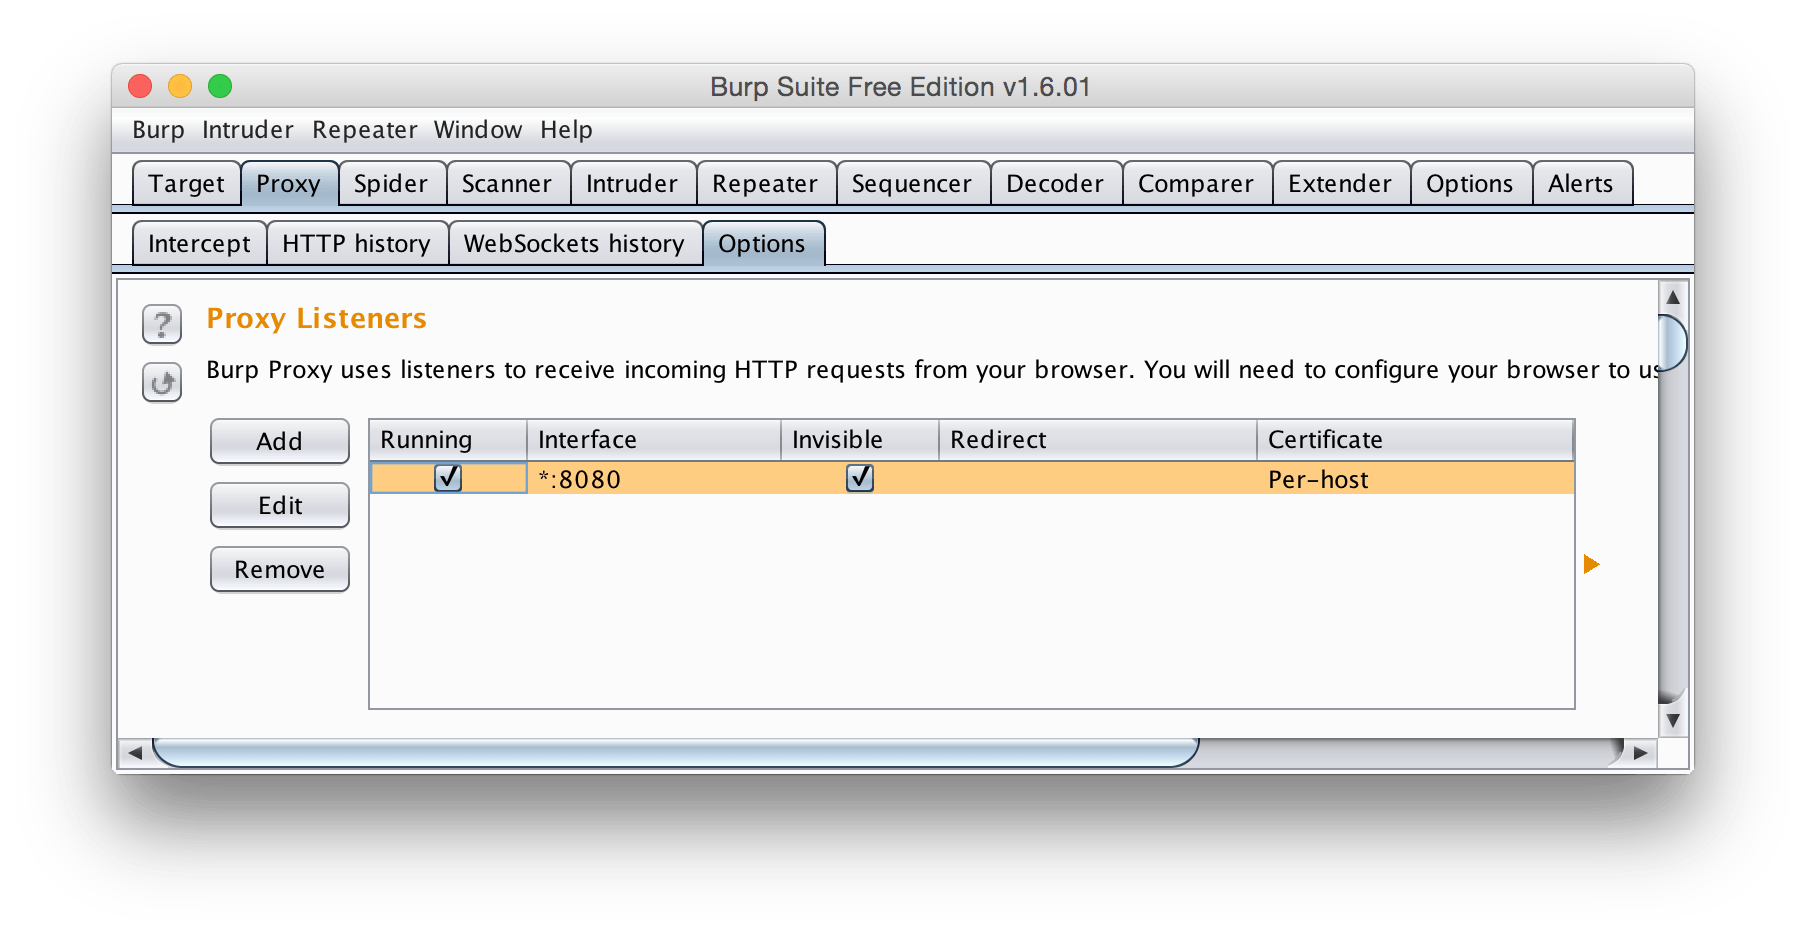 Burp Suite Free Edition v1.6.01
Burp Intruder Repeater Window Help
Target Proxy Spider Scanner Intruder Repeater Sequencer Decoder Comparer Extender Options Alerts
Intercept HTTP history WebSockets history Options
? Proxy Listeners
Burp Proxy uses listeners to receive incoming HTTP requests from your browser. You will need to configure your browser to us
Add Running Interface Invisible Redirect Certificate
*:8080 Per-host
Edit
Remove